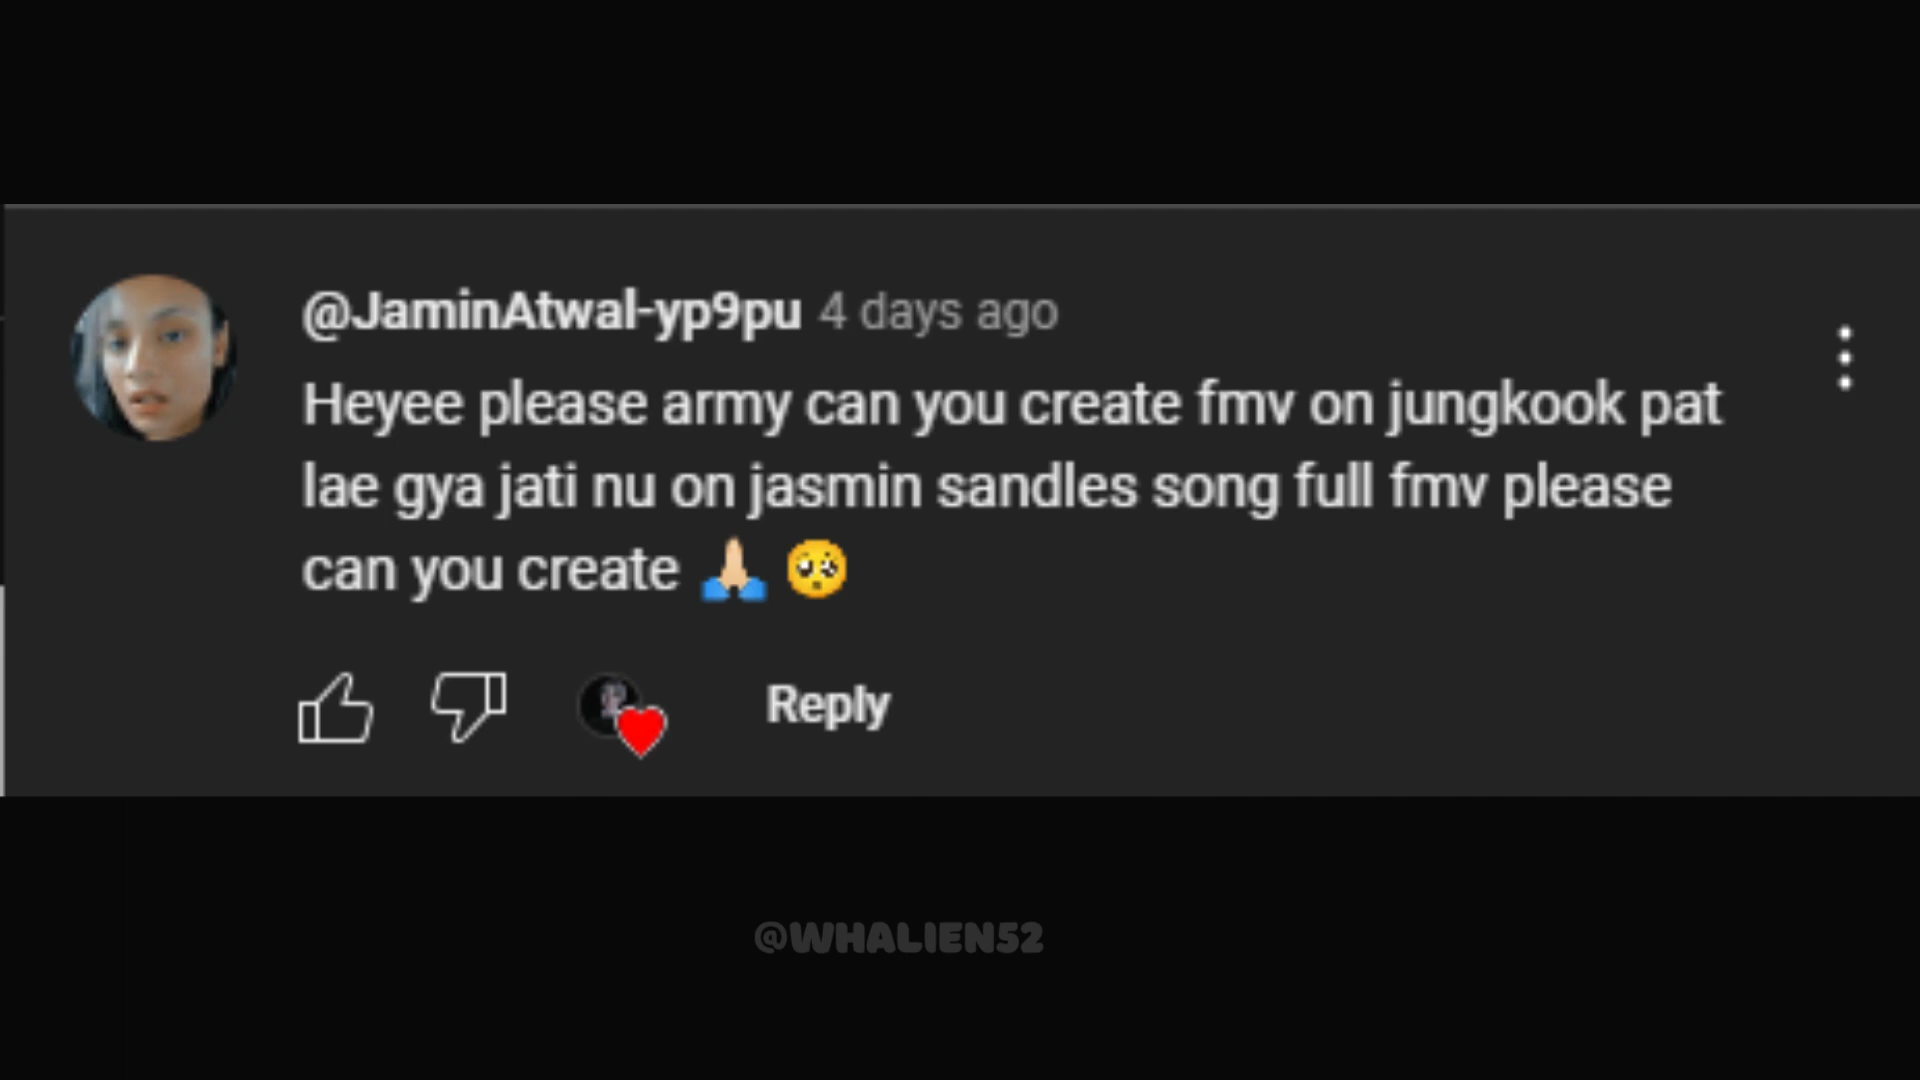 @JaminAtwal-yp9pu 4 days ago
Heyee please army can you create fmv on jungkook pat
lae gya jati nu on jasmin sandles song full fmv please
can you create 🙏🏼 🥺
Reply
@WHALIEN52